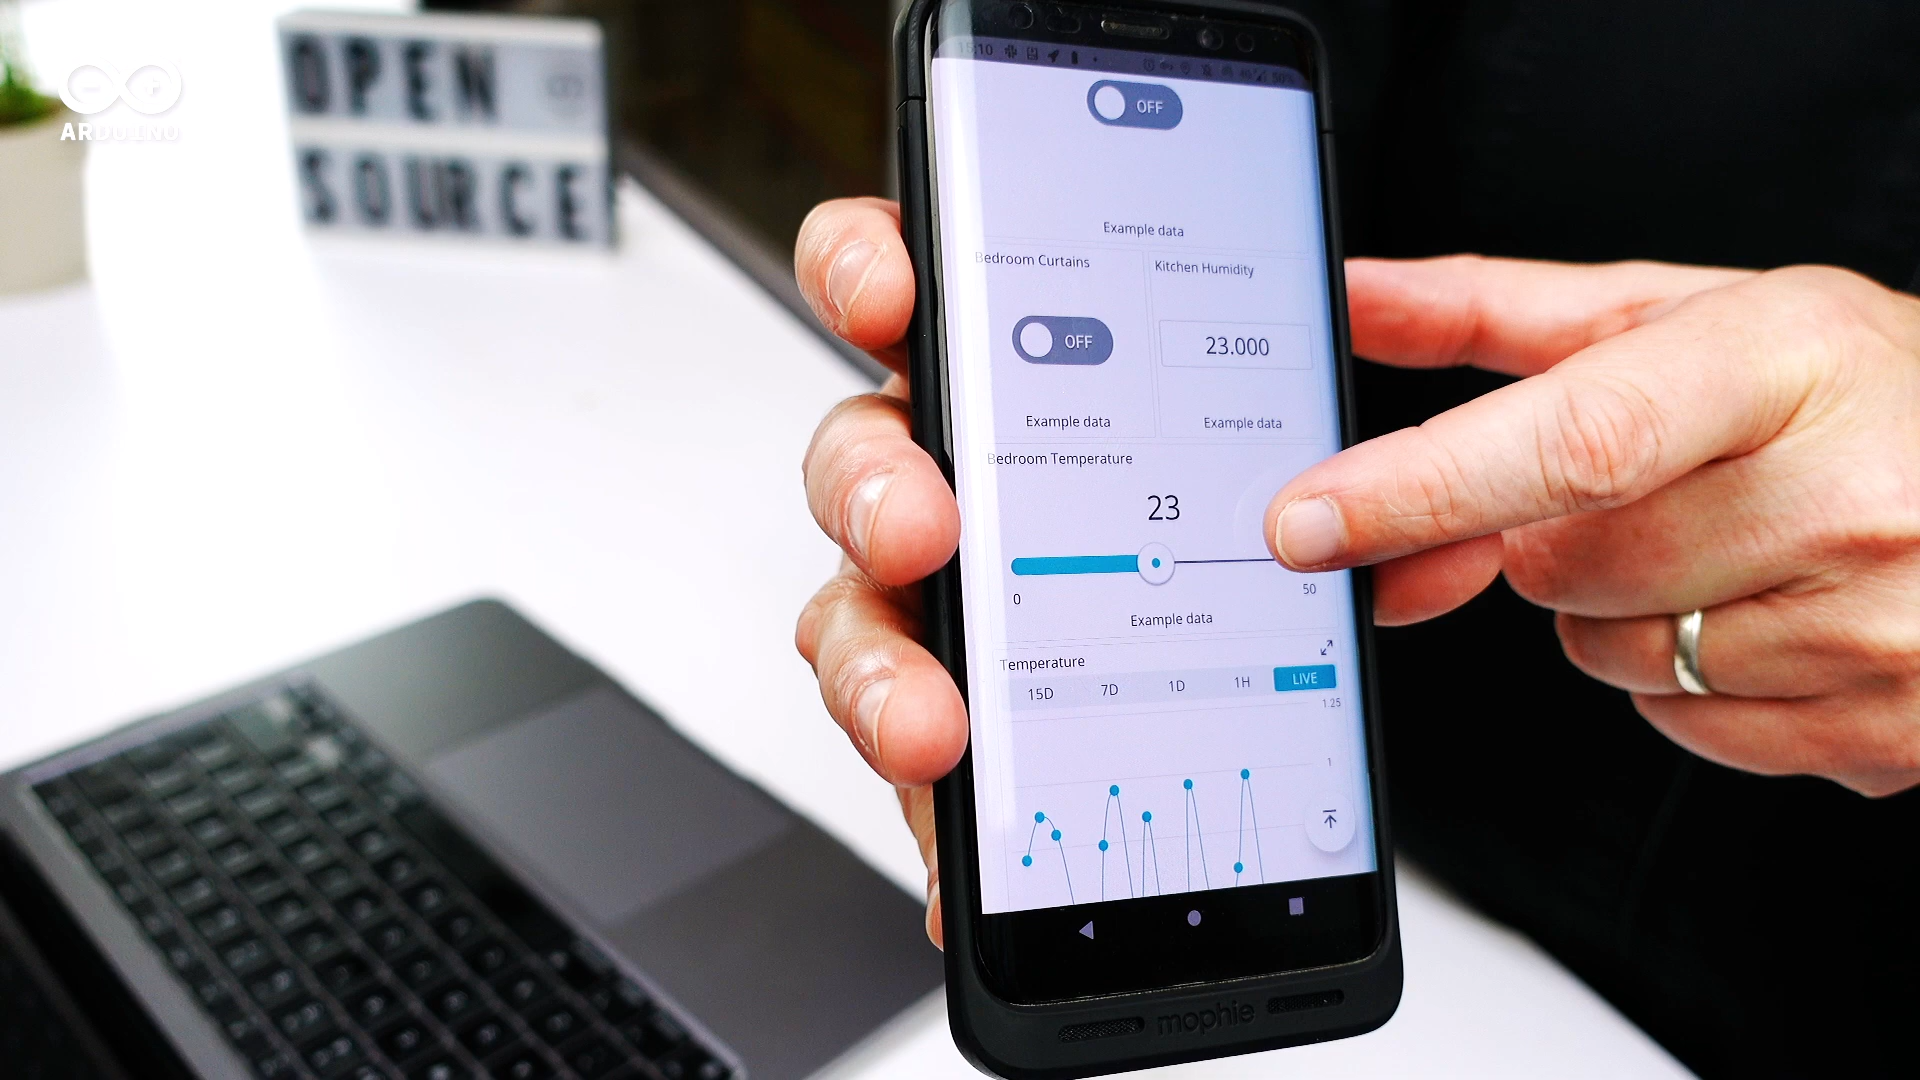 ARDUINO
OPEN
SOURCE
OFF
Example data
Bedroom Curtains
Kitchen Humidity
OFF
23.000
Example data
Example data
Bedroom Temperature
23
0
50
Example data
Temperature
15D 7D 1D 1H LIVE
1.25
1
mophie